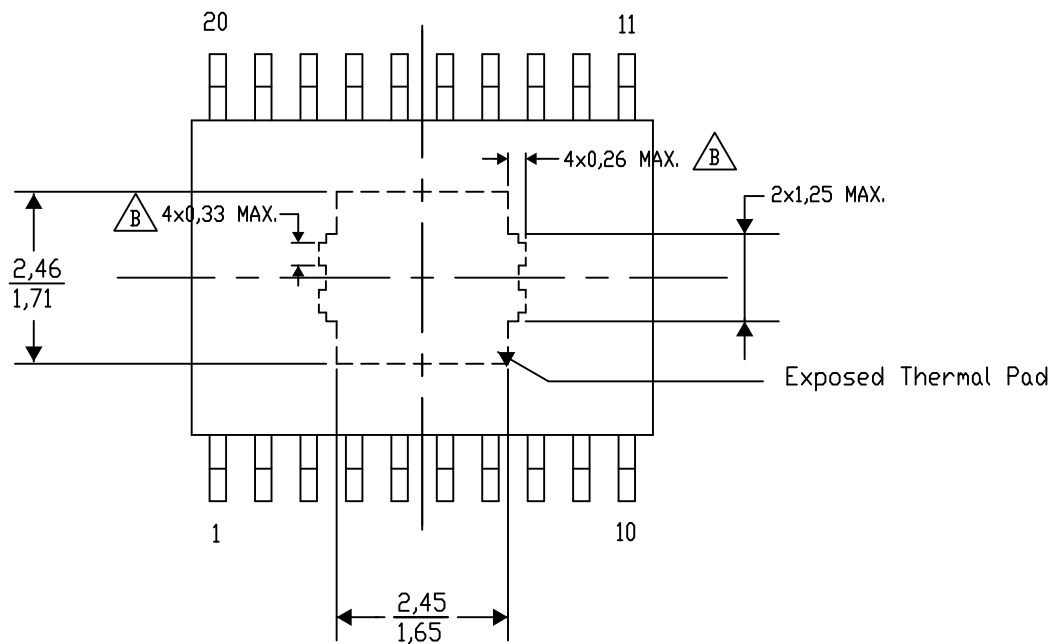 20
11
4x0,26 MAX.
B
2x1,25 MAX.
B
4x0,33 MAX.
2,46
1,71
Exposed Thermal Pad
1
10
2,45
1,65